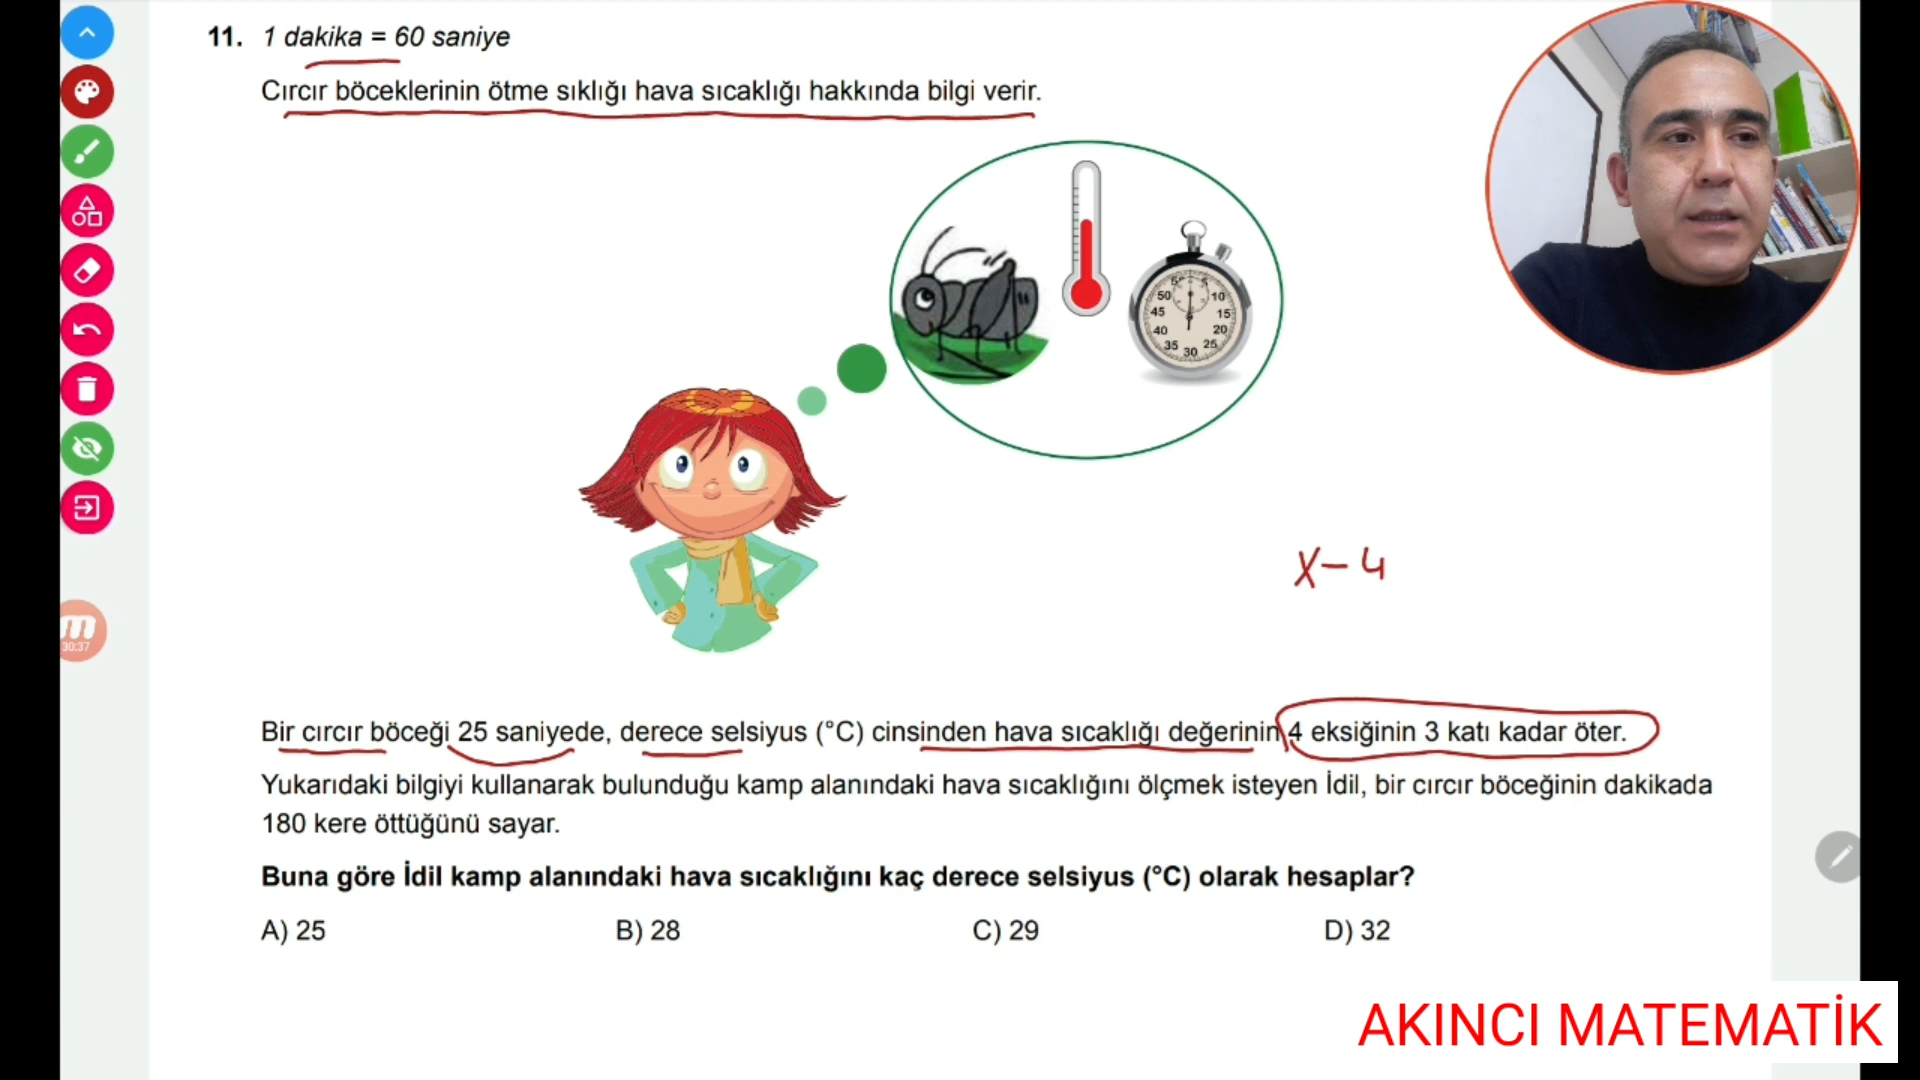 11. 1 dakika = 60 saniye
Cırcır böceklerinin ötme sıklığı hava sıcaklığı hakkında bilgi verir.
50 10
45 15
40 20
35 30 25
x-4
m
30:37
Bir cırcır böceği 25 saniyede, derece selsiyus (°C) cinsinden hava sıcaklığı değerinin 4 eksiğinin 3 katı kadar öter.
Yukarıdaki bilgiyi kullanarak bulunduğu kamp alanındaki hava sıcaklığını ölçmek isteyen İdil, bir cırcır böceğinin dakikada
180 kere öttüğünü sayar.
Buna göre İdil kamp alanındaki hava sıcaklığını kaç derece selsiyus (°C) olarak hesaplar?
A) 25 B) 28 C) 29 D) 32
AKINCI MATEMATİK